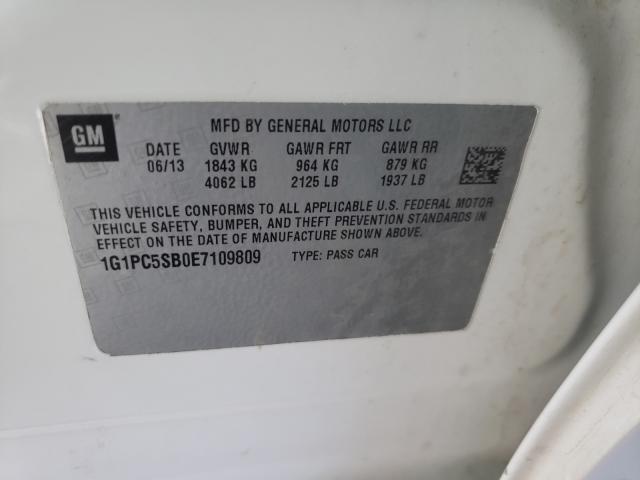 GM
MFD BY GENERAL MOTORS LLC
DATE GVWR GAWR FRT GAWR RR
06/13 1843 KG 964 KG 879 KG
4062 LB 2125 LB 1937 LB
THIS VEHICLE CONFORMS TO ALL APPLICABLE U.S. FEDERAL MOTOR
VEHICLE SAFETY, BUMPER, AND THEFT PREVENTION STANDARDS IN
EFFECT ON THE DATE OF MANUFACTURE SHOWN ABOVE.
1G1PC5SB0E7109809 TYPE: PASS CAR